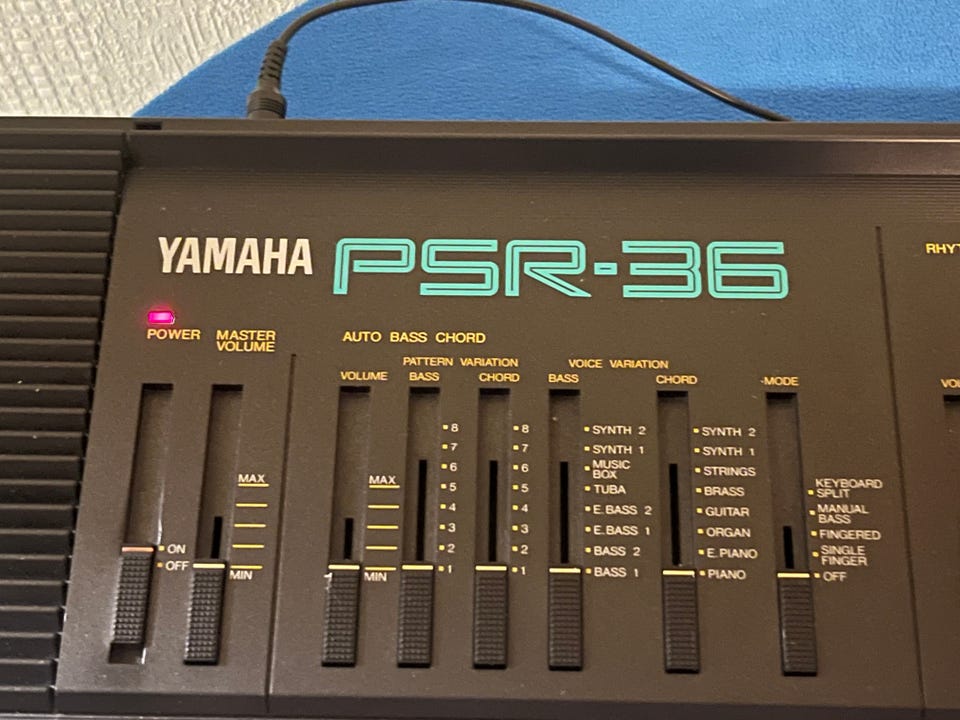 YAMAHA PSR-36
POWER
MASTER
VOLUME
ON
OFF
MAX
MIN
AUTO BASS CHORD
VOLUME
MAX
MIN
PATTERN VARIATION
BASS
8
7
6
5
4
3
2
1
CHORD
8
7
6
5
4
3
2
1
VOICE VARIATION
BASS
SYNTH 2
SYNTH 1
MUSIC
BOX
TUBA
E.BASS 2
E.BASS 1
BASS 2
BASS 1
CHORD
SYNTH 2
SYNTH 1
STRINGS
BRASS
GUITAR
ORGAN
E.PIANO
PIANO
MODE
KEYBOARD
SPLIT
MANUAL
BASS
FINGERED
SINGLE
FINGER
OFF